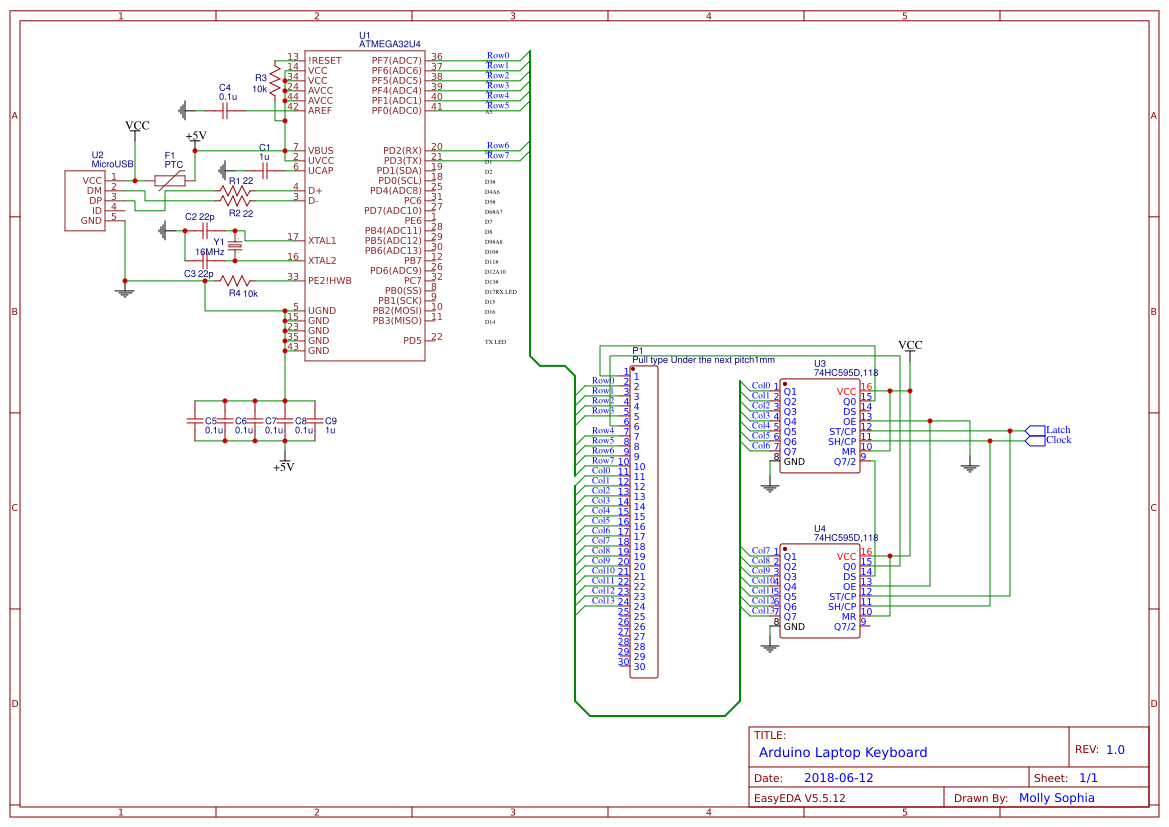 1 2 3 4 5
U1
ATMEGA32U4
13 !RESET PF7(ADC7) 36 Row0
14 VCC PF6(ADC6) 37 Row1
34 VCC PF5(ADC5) 38 Row2
24 AVCC PF4(ADC4) 39 Row3
44 AVCC PF1(ADC1) 40 Row4
42 AREF PF0(ADC0) 41 Row5
A5
R3
10k
C4
0.1u
A A
VCC
+5V
7 VBUS PD2(RX) 20 Row6
2 UVCC PD3(TX) 21 Row7
D1
6 UCAP PD1(SDA) 19
D2
PD0(SCL) 18
D3#
4 D+ PD4(ADC8) 25
D4A6
3 D- PC6 31
D5#
PD7(ADC10) 27
D6#A7
PE6 1
D7
PB4(ADC11) 28
D8
17 XTAL1 PB5(ADC12) 29
D9#A8
PB6(ADC13) 30
D10#
16 XTAL2 PB7 12
D11#
PD6(ADC9) 26
D12A10
33 PE2!HWB PC7 32
D13#
PB0(SS) 8
D17RX LED
PB1(SCK) 9
D15
5 UGND PB2(MOSI) 10
D16
15 GND PB3(MISO) 11
D14
23 GND
35 GND PD5 22
TX LED
43 GND
C1
1u
U2
MicroUSB
VCC 1
DM 2
DP 3
ID 4
GND 5
F1
PTC
R1 22
R2 22
C2 22p
Y1
16MHz
C3 22p
R4 10k
B B
C5 0.1u
C6 0.1u
C7 0.1u
C8 0.1u
C9 1u
+5V
P1
Pull type Under the next pitch1mm
1 1
Row0 2 2
Row1 3 3
Row2 4 4
Row3 5 5
6 6
Row4 7 7
Row5 8 8
Row6 9 9
Row7 10 10
Col0 11 11
Col1 12 12
Col2 13 13
Col3 14 14
Col4 15 15
Col5 16 16
Col6 17 17
Col7 18 18
Col8 19 19
Col9 20 20
Col10 21 21
Col11 22 22
Col12 23 23
Col13 24 24
25 25
26 26
27 27
28 28
29 29
30 30
VCC
U3
74HC595D,118
Col0 1 Q1 VCC 16
Col1 2 Q2 Q0 15
Col2 3 Q3 DS 14
Col3 4 Q4 OE 13
Col4 5 Q5 ST/CP 12 Latch
Col5 6 Q6 SH/CP 11 Clock
Col6 7 Q7 MR 10
8 GND Q7/2 9
C C
U4
74HC595D,118
Col7 1 Q1 VCC 16
Col8 2 Q2 Q0 15
Col9 3 Q3 DS 14
Col10 4 Q4 OE 13
Col11 5 Q5 ST/CP 12
Col12 6 Q6 SH/CP 11
Col13 7 Q7 MR 10
8 GND Q7/2 9
D D
TITLE:
Arduino Laptop Keyboard
REV: 1.0
Date: 2018-06-12 Sheet: 1/1
EasyEDA V5.5.12 Drawn By: Molly Sophia
1 2 3 4 5